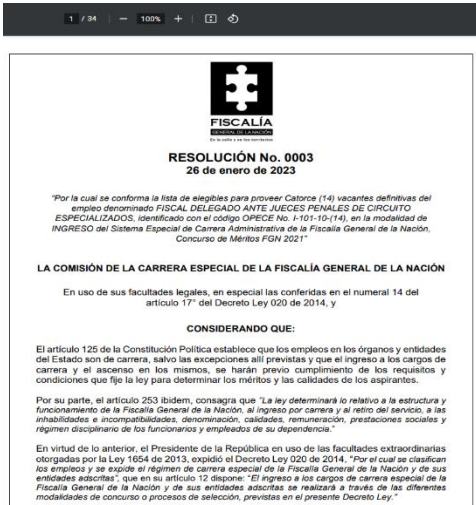 1 / 34 — 100% +
FISCALÍA
GENERAL DE LA NACIÓN
En la calle y en los territorios
RESOLUCIÓN No. 0003
26 de enero de 2023
"Por la cual se conforma la lista de elegibles para proveer Catorce (14) vacantes definitivas del
empleo denominado FISCAL DELEGADO ANTE JUECES PENALES DE CIRCUITO
ESPECIALIZADOS, identificado con el código OPECE No. I-101-10-(14), en la modalidad de
INGRESO del Sistema Especial de Carrera Administrativa de la Fiscalía General de la Nación,
Concurso de Méritos FGN 2021"
LA COMISIÓN DE LA CARRERA ESPECIAL DE LA FISCALÍA GENERAL DE LA NACIÓN
En uso de sus facultades legales, en especial las conferidas en el numeral 14 del
artículo 17° del Decreto Ley 020 de 2014, y
CONSIDERANDO QUE:
El artículo 125 de la Constitución Política establece que los empleos en los órganos y entidades
del Estado son de carrera, salvo las excepciones allí previstas y que el ingreso a los cargos de
carrera y el ascenso en los mismos, se harán previo cumplimiento de los requisitos y
condiciones que fije la ley para determinar los méritos y las calidades de los aspirantes.
Por su parte, el artículo 253 ibidem, consagra que "La ley determinará lo relativo a la estructura y
funcionamiento de la Fiscalía General de la Nación, al ingreso por carrera y al retiro del servicio, a las
inhabilidades e incompatibilidades, denominación, calidades, remuneración, prestaciones sociales y
régimen disciplinario de los funcionarios y empleados de su dependencia."
En virtud de lo anterior, el Presidente de la República en uso de las facultades extraordinarias
otorgadas por la Ley 1654 de 2013, expidió el Decreto Ley 020 de 2014, "Por el cual se clasifican
los empleos y se expide el régimen de carrera especial de la Fiscalía General de la Nación y de sus
entidades adscritas", que en su artículo 12 dispone: "El ingreso a los cargos de carrera especial de la
Fiscalía General de la Nación y de sus entidades adscritas se realizará a través de las diferentes
modalidades de concurso o procesos de selección, previstas en el presente Decreto Ley."